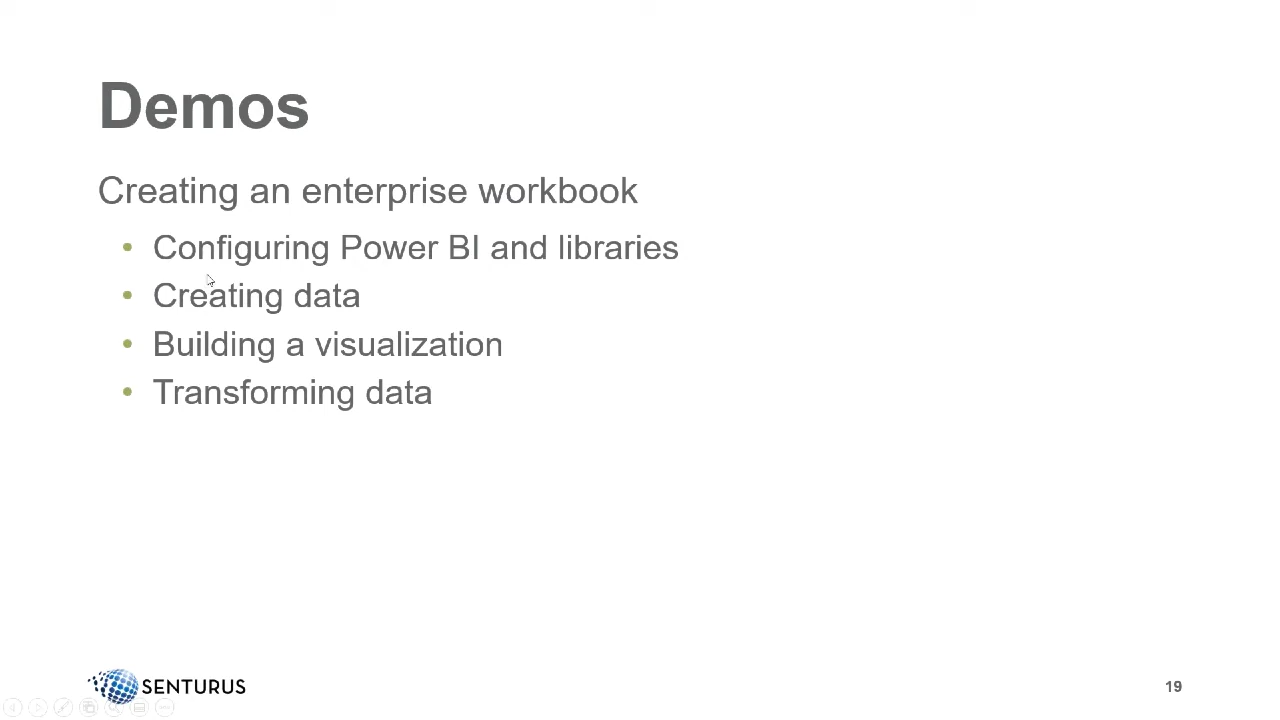 Demos
Creating an enterprise workbook
• Configuring Power BI and libraries
• Creating data
• Building a visualization
• Transforming data
SENTURUS
19